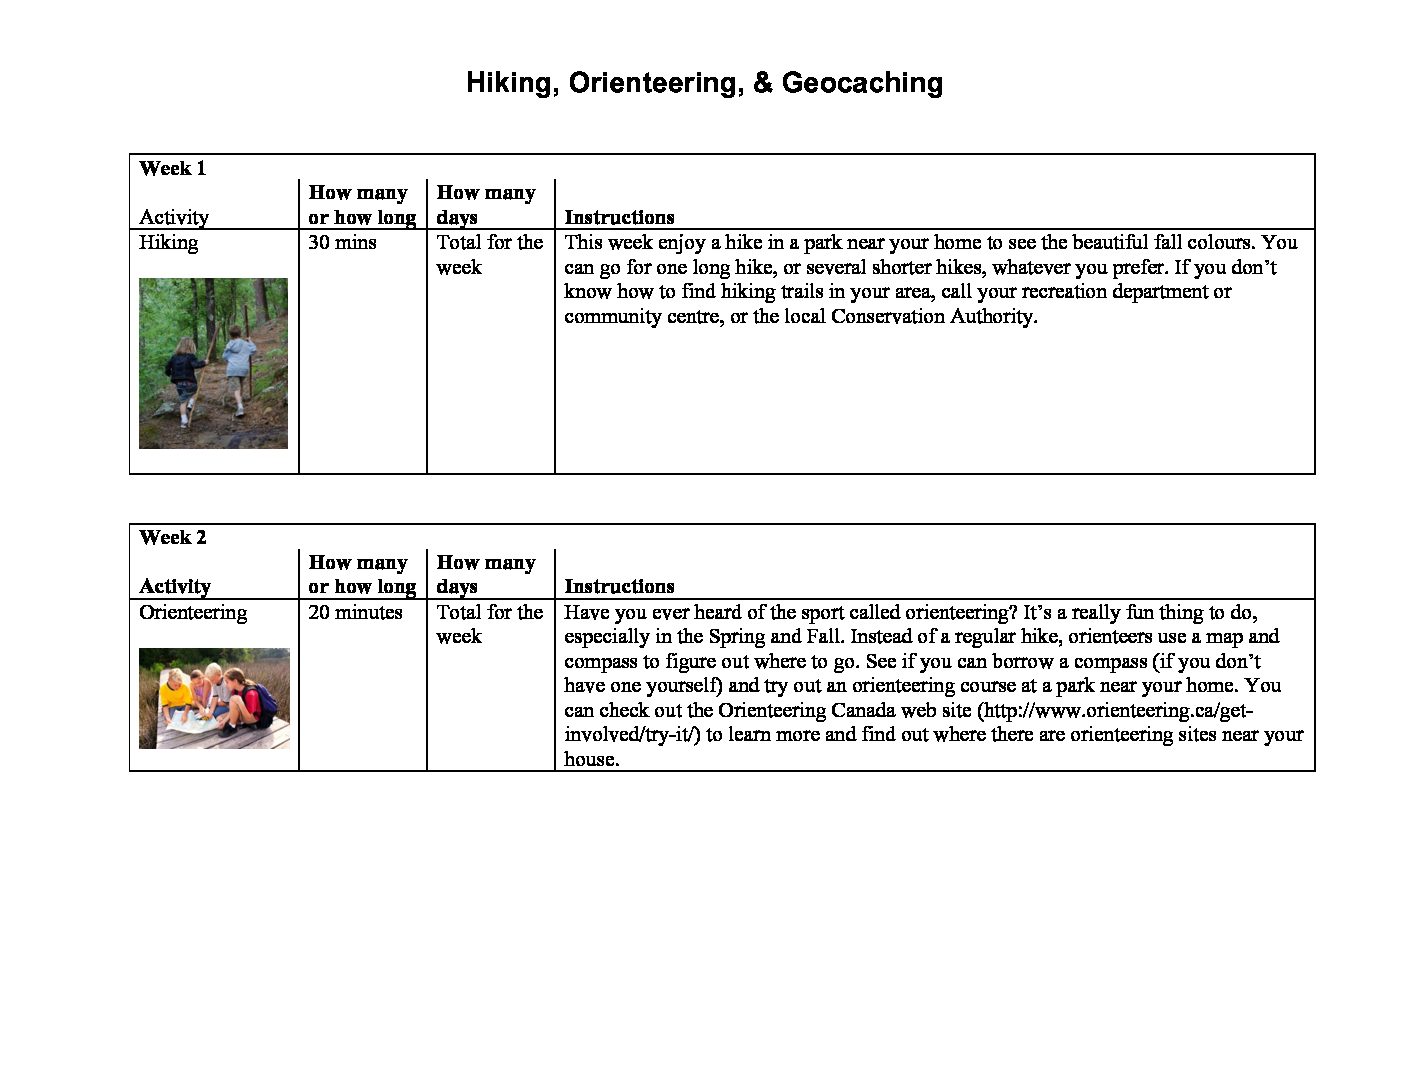 Hiking, Orienteering, & Geocaching
Week 1
Activity
How many
or how long
How many
days
Instructions
Hiking
30 mins
Total for the
week
This week enjoy a hike in a park near your home to see the beautiful fall colours. You
can go for one long hike, or several shorter hikes, whatever you prefer. If you don’t
know how to find hiking trails in your area, call your recreation department or
community centre, or the local Conservation Authority.
Week 2
Activity
How many
or how long
How many
days
Instructions
Orienteering
20 minutes
Total for the
week
Have you ever heard of the sport called orienteering? It’s a really fun thing to do,
especially in the Spring and Fall. Instead of a regular hike, orienteers use a map and
compass to figure out where to go. See if you can borrow a compass (if you don’t
have one yourself) and try out an orienteering course at a park near your home. You
can check out the Orienteering Canada web site (http://www.orienteering.ca/get-
involved/try-it/) to learn more and find out where there are orienteering sites near your
house.